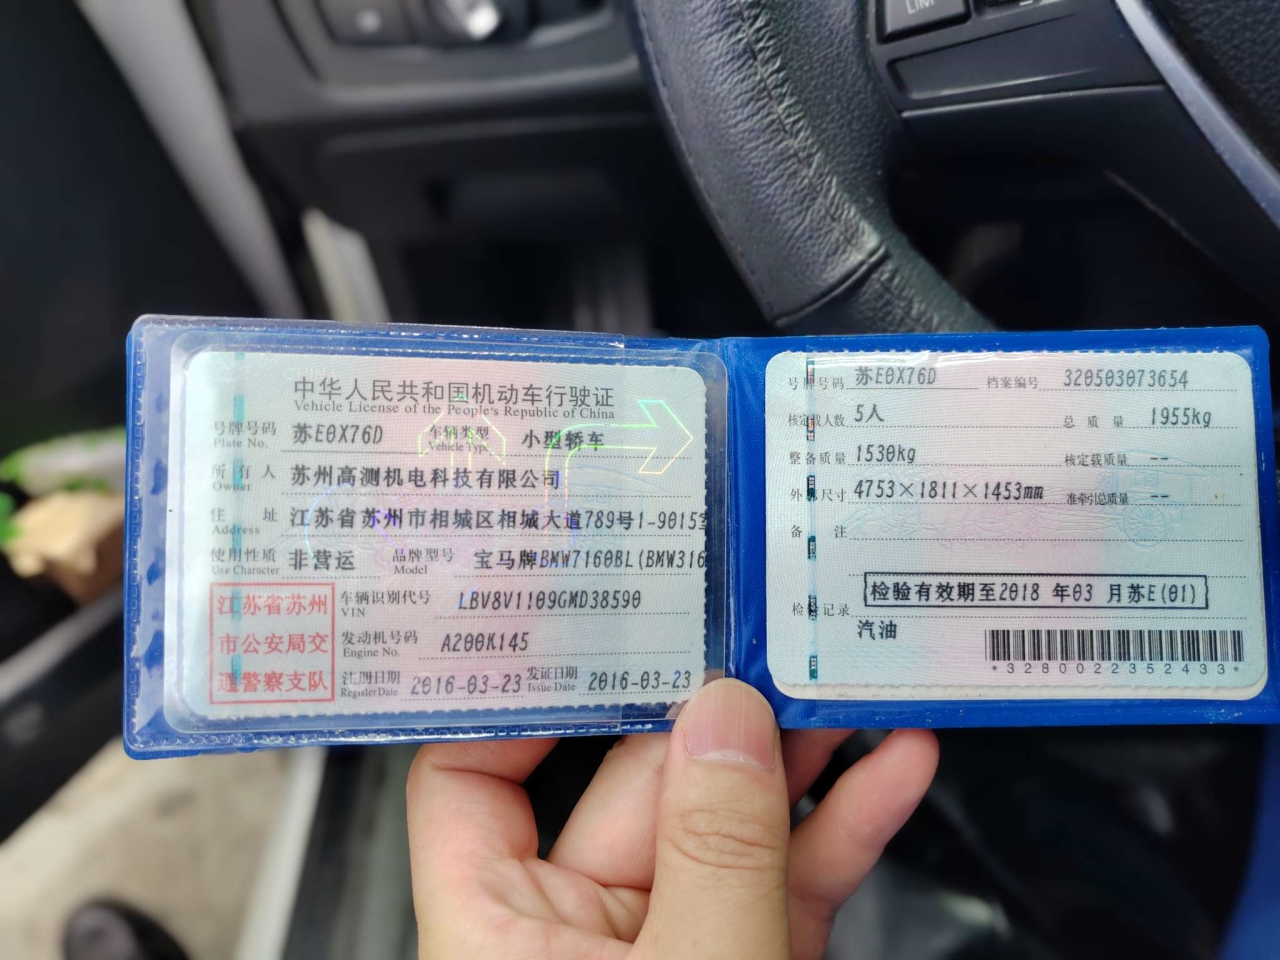 LIM
中华人民共和国机动车行驶证
Vehicle License of the People's Republic of China
号牌号码 苏E0X76D 车辆类型 小型轿车
Plate No. Vehicle Type
所有人 苏州高测机电科技有限公司
Owner
住址 江苏省苏州市相城区相城大道789号1-9015室
Address
使用性质 非营运 品牌型号 宝马牌BMW7160BL(BMW316
Use Character Model
江苏省苏州
市公安局交
通警察支队
车辆识别代号 LBV8V1109GMD38590
VIN
发动机号码 A200K145
Engine No.
注册日期 2016-03-23 发证日期 2016-03-23
Register Date Issue Date
号牌号码 苏E0X76D 档案编号 320503073654
核定载人数 5人 总质量 1955kg
整备质量 1530kg 核定载质量 --
外廓尺寸 4753×1811×1453mm 准牵引总质量 --
备注
检验记录 检验有效期至2018 年03 月苏E(01)
汽油
*3280022352433*